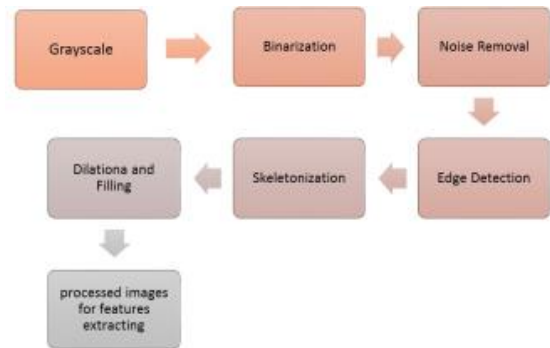 Grayscale
Binarization
Noise Removal
Edge Detection
Skeletonization
Dilationa and
Filling
processed images
for features
extracting